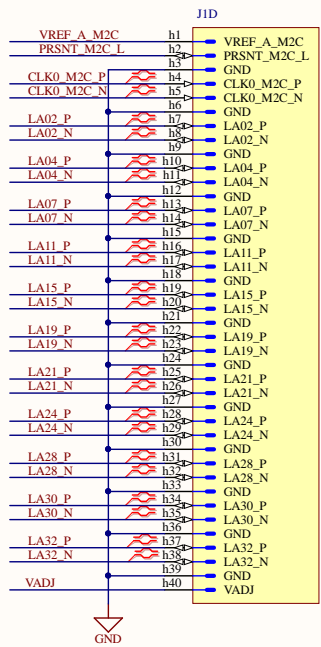 J1D
VREF_A_M2C h1 VREF_A_M2C
PRSNT_M2C_L h2 PRSNT_M2C_L
h3 GND
CLK0_M2C_P h4 CLK0_M2C_P
CLK0_M2C_N h5 CLK0_M2C_N
h6 GND
LA02_P h7 LA02_P
LA02_N h8 LA02_N
h9 GND
LA04_P h10 LA04_P
LA04_N h11 LA04_N
h12 GND
LA07_P h13 LA07_P
LA07_N h14 LA07_N
h15 GND
LA11_P h16 LA11_P
LA11_N h17 LA11_N
h18 GND
LA15_P h19 LA15_P
LA15_N h20 LA15_N
h21 GND
LA19_P h22 LA19_P
LA19_N h23 LA19_N
h24 GND
LA21_P h25 LA21_P
LA21_N h26 LA21_N
h27 GND
LA24_P h28 LA24_P
LA24_N h29 LA24_N
h30 GND
LA28_P h31 LA28_P
LA28_N h32 LA28_N
h33 GND
LA30_P h34 LA30_P
LA30_N h35 LA30_N
h36 GND
LA32_P h37 LA32_P
LA32_N h38 LA32_N
h39 GND
VADJ h40 VADJ
GND